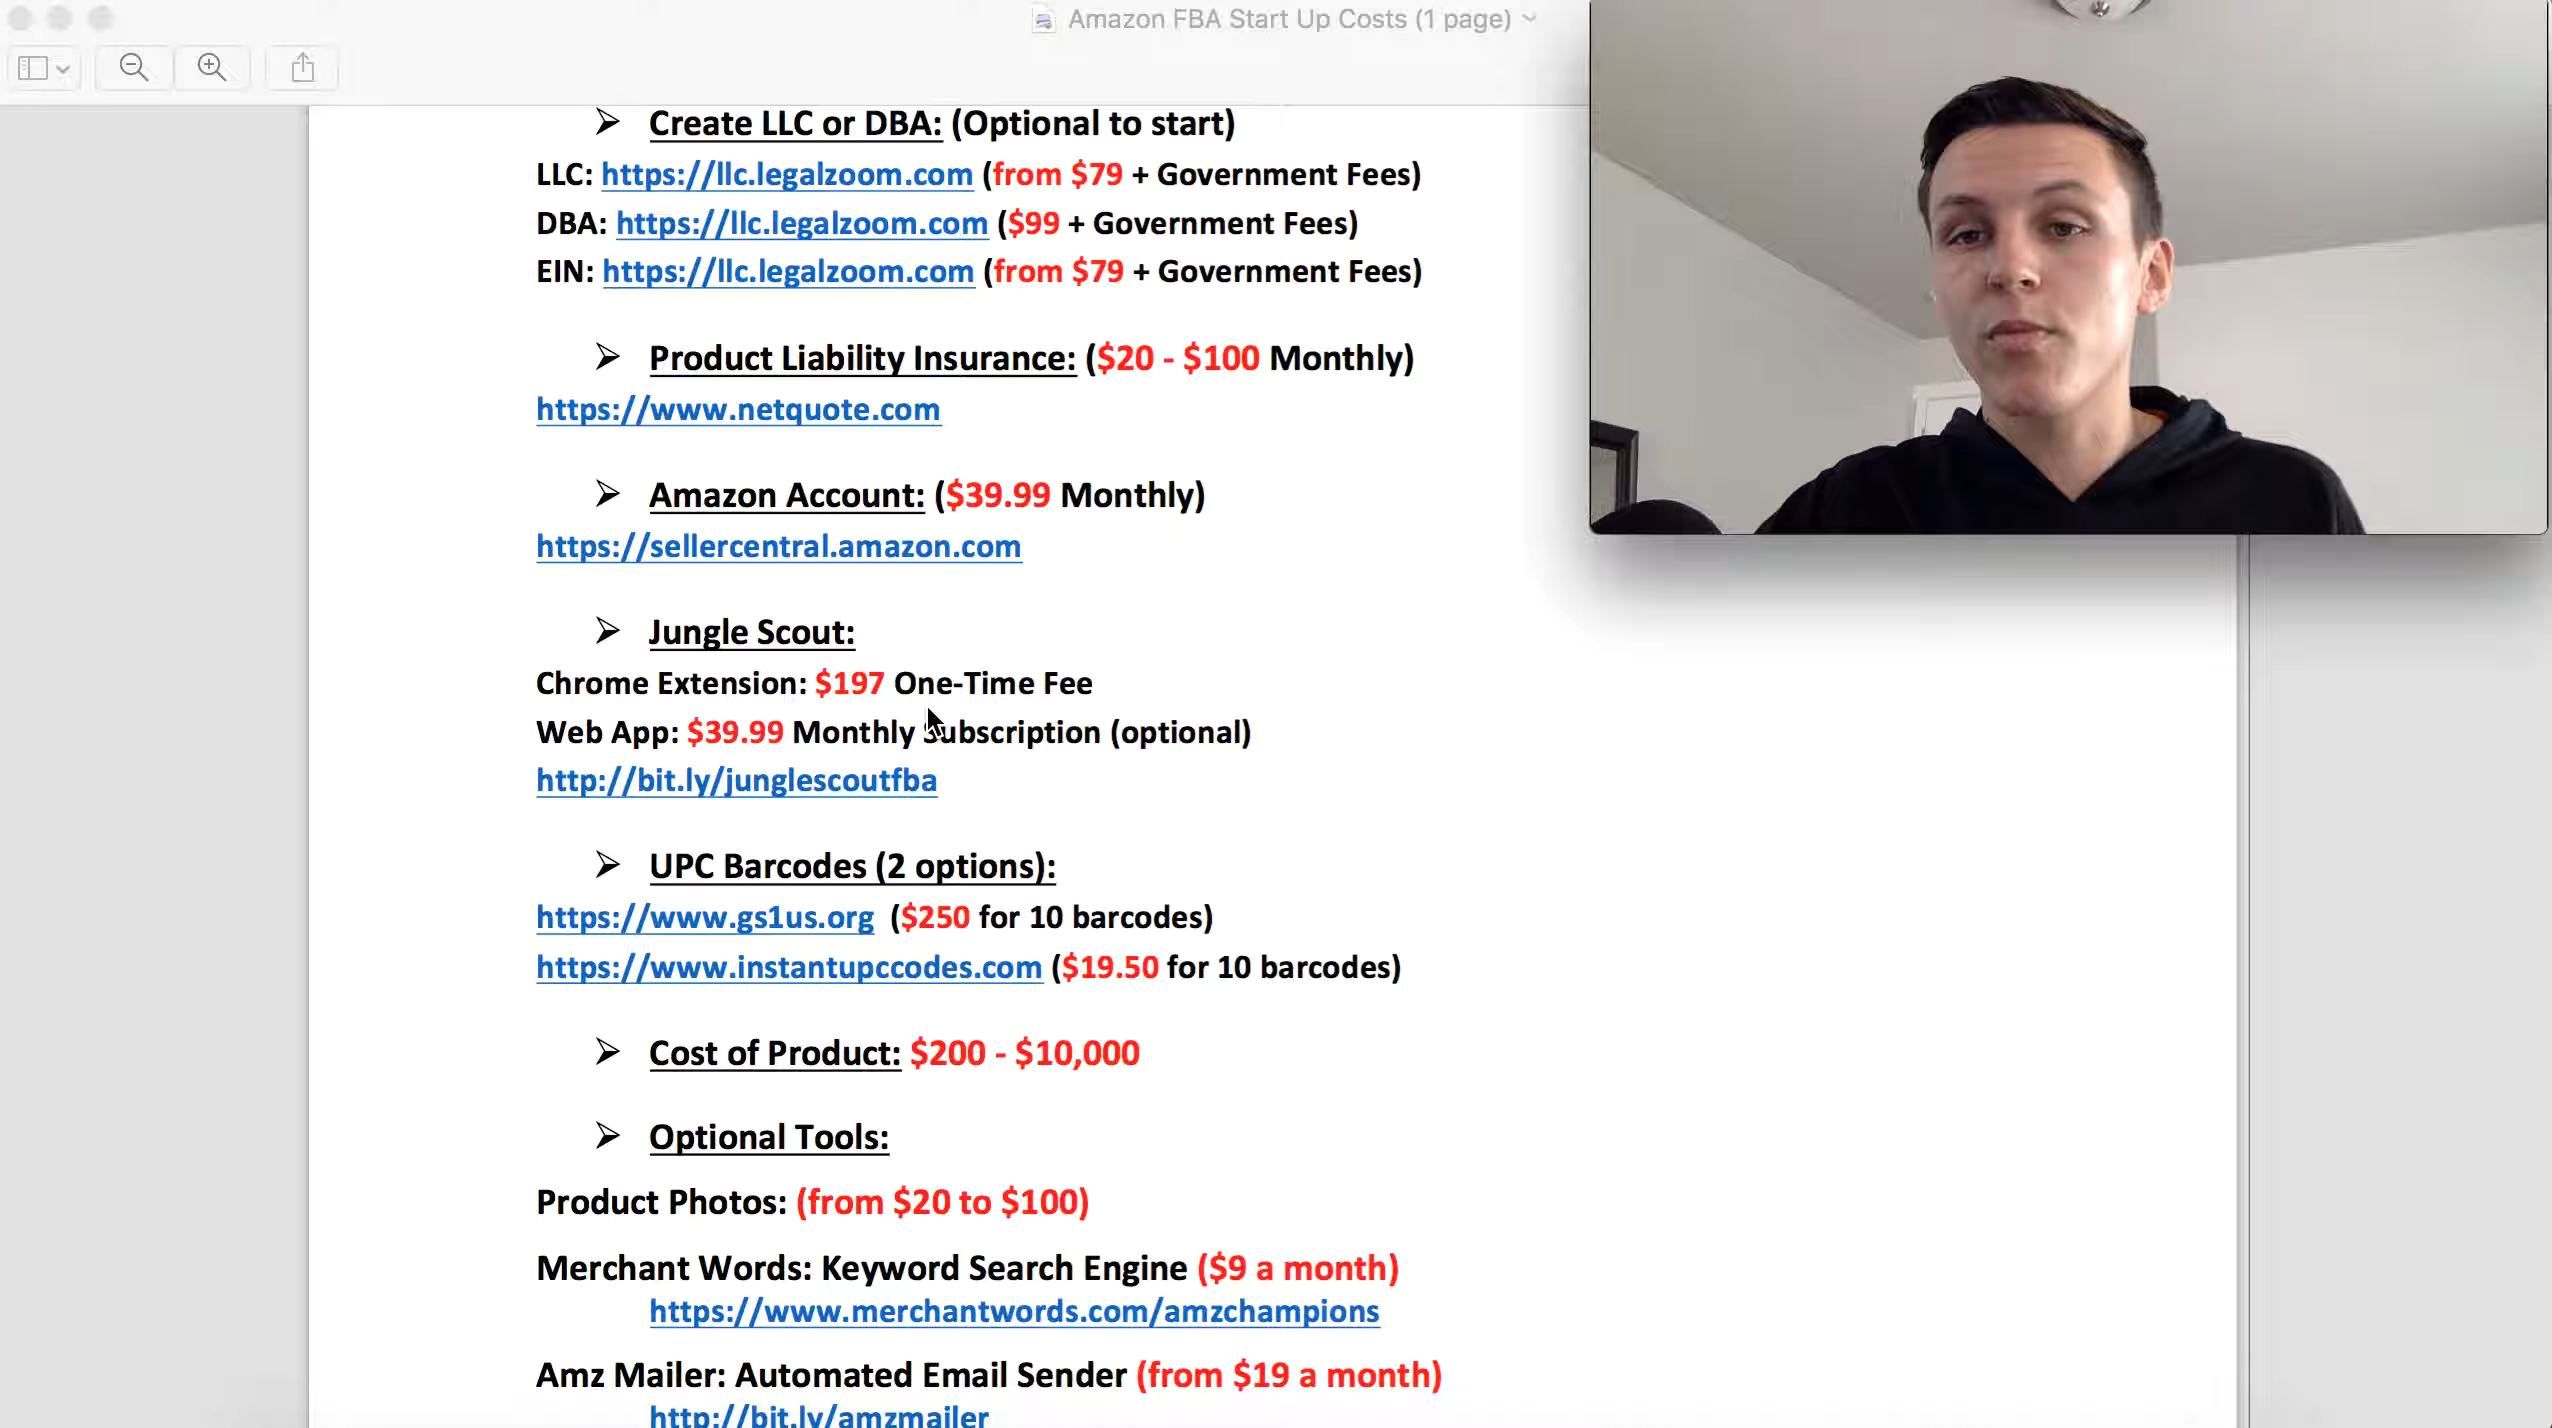 Amazon FBA Start Up Costs (1 page)
➢ Create LLC or DBA: (Optional to start)
LLC: https://llc.legalzoom.com (from $79 + Government Fees)
DBA: https://llc.legalzoom.com ($99 + Government Fees)
EIN: https://llc.legalzoom.com (from $79 + Government Fees)
➢ Product Liability Insurance: ($20 - $100 Monthly)
https://www.netquote.com
➢ Amazon Account: ($39.99 Monthly)
https://sellercentral.amazon.com
➢ Jungle Scout:
Chrome Extension: $197 One-Time Fee
Web App: $39.99 Monthly subscription (optional)
http://bit.ly/junglescoutfba
➢ UPC Barcodes (2 options):
https://www.gs1us.org ($250 for 10 barcodes)
https://www.instantupccodes.com ($19.50 for 10 barcodes)
➢ Cost of Product: $200 - $10,000
➢ Optional Tools:
Product Photos: (from $20 to $100)
Merchant Words: Keyword Search Engine ($9 a month)
https://www.merchantwords.com/amzchampions
Amz Mailer: Automated Email Sender (from $19 a month)
http://bit.ly/amzmailer